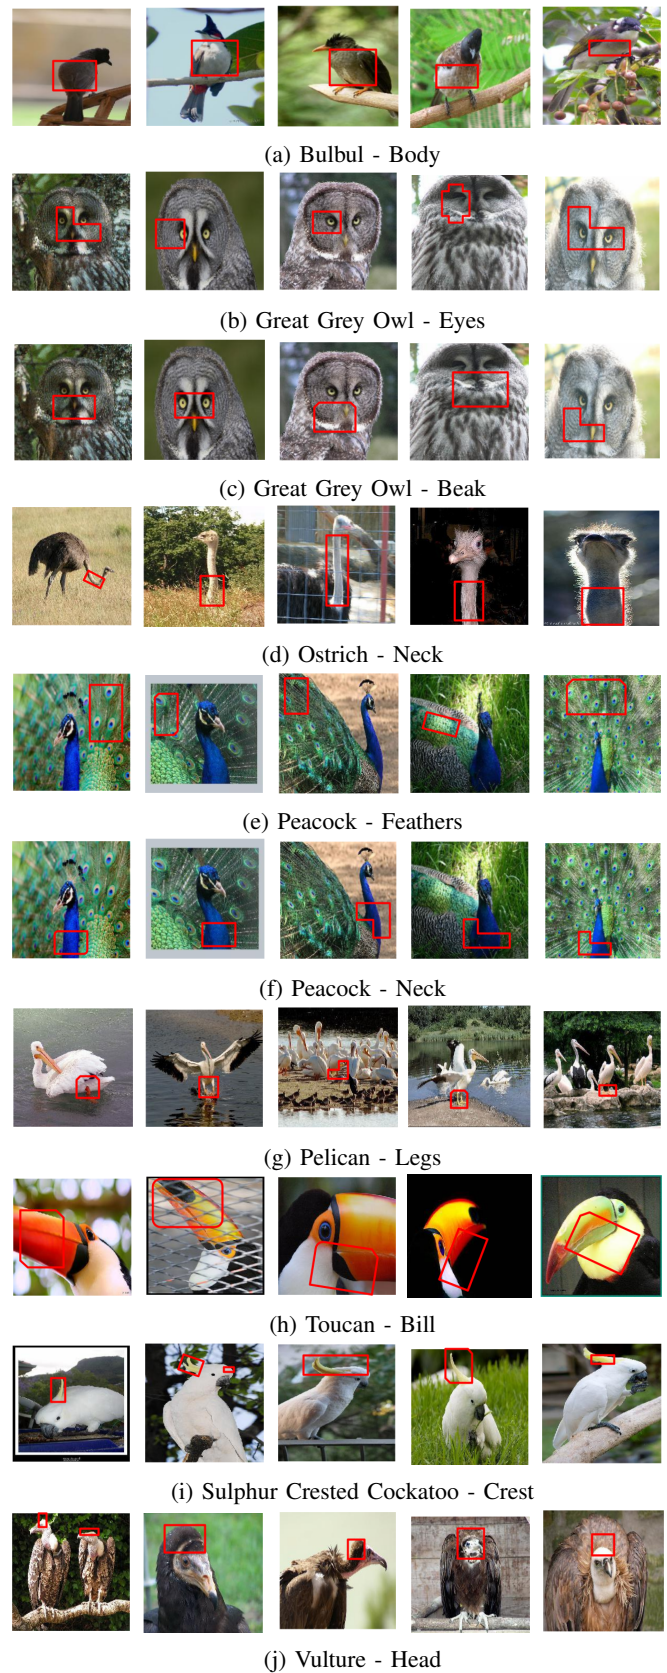 (a) Bulbul - Body
(b) Great Grey Owl - Eyes
(c) Great Grey Owl - Beak
(d) Ostrich - Neck
(e) Peacock - Feathers
(f) Peacock - Neck
(g) Pelican - Legs
(h) Toucan - Bill
(i) Sulphur Crested Cockatoo - Crest
(j) Vulture - Head